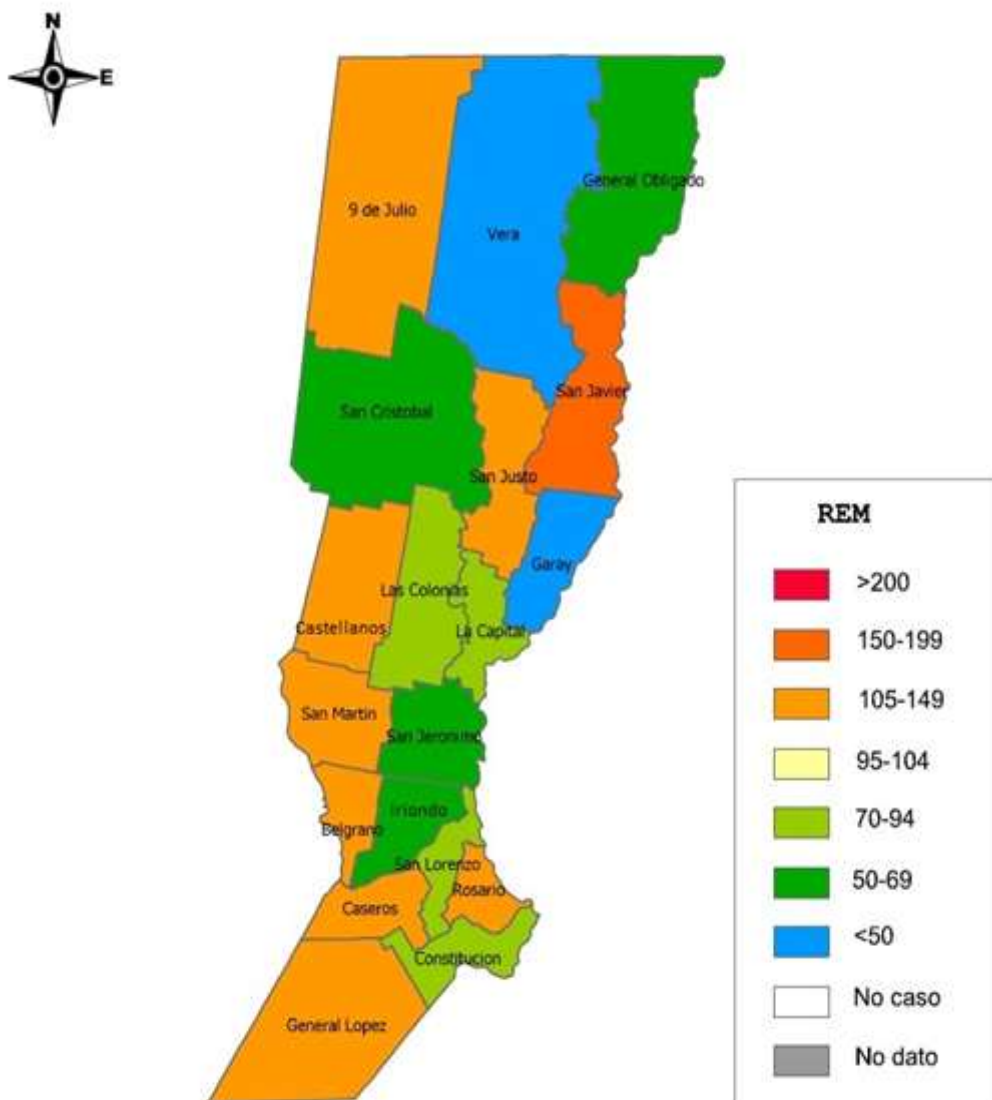 N
E
General Obligado
9 de Julio
Vera
San Javier
San Cristobal
San Justo
Garay
Las Colonias
Castellanos
La Capital
San Martin
San Jeronimo
Iriondo
Belgrano
San Lorenzo
Rosario
Caseros
Constitucion
General Lopez
REM
>200
150-199
105-149
95-104
70-94
50-69
<50
No caso
No dato